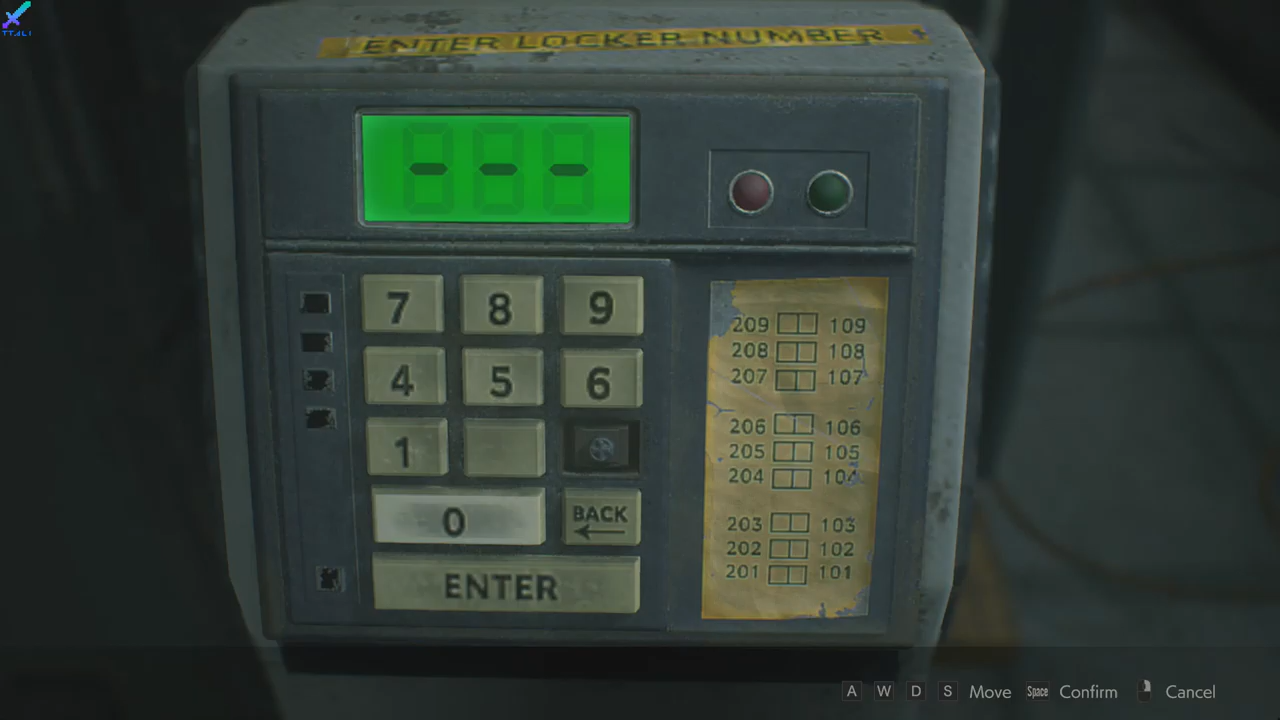 TTALI
ENTER LOCKER NUMBER
- - -
7 8 9
4 5 6
1
0 BACK
ENTER
209 109
208 108
207 107
206 106
205 105
204 104
203 103
202 102
201 101
A W D S Move Space Confirm Cancel